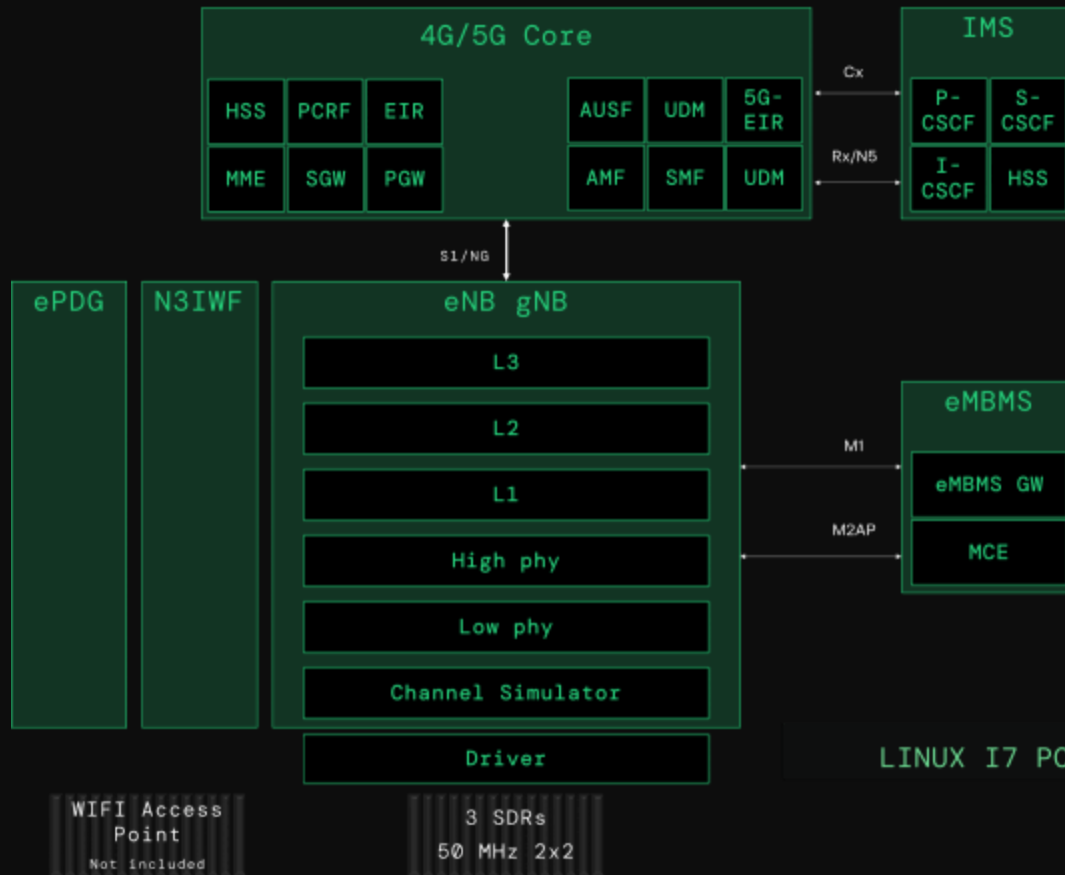 4G/5G Core
HSS PCRF EIR
MME SGW PGW
AUSF UDM 5G-
EIR
AMF SMF UDM
Cx
Rx/N5
IMS
P-
CSCF
S-
CSCF
I-
CSCF
HSS
S1/NG
ePDG
N3IWF
eNB gNB
L3
L2
L1
High phy
Low phy
Channel Simulator
Driver
M1
M2AP
eMBMS
eMBMS GW
MCE
LINUX I7 PC
WIFI Access
Point
Not included
3 SDRs
50 MHz 2x2